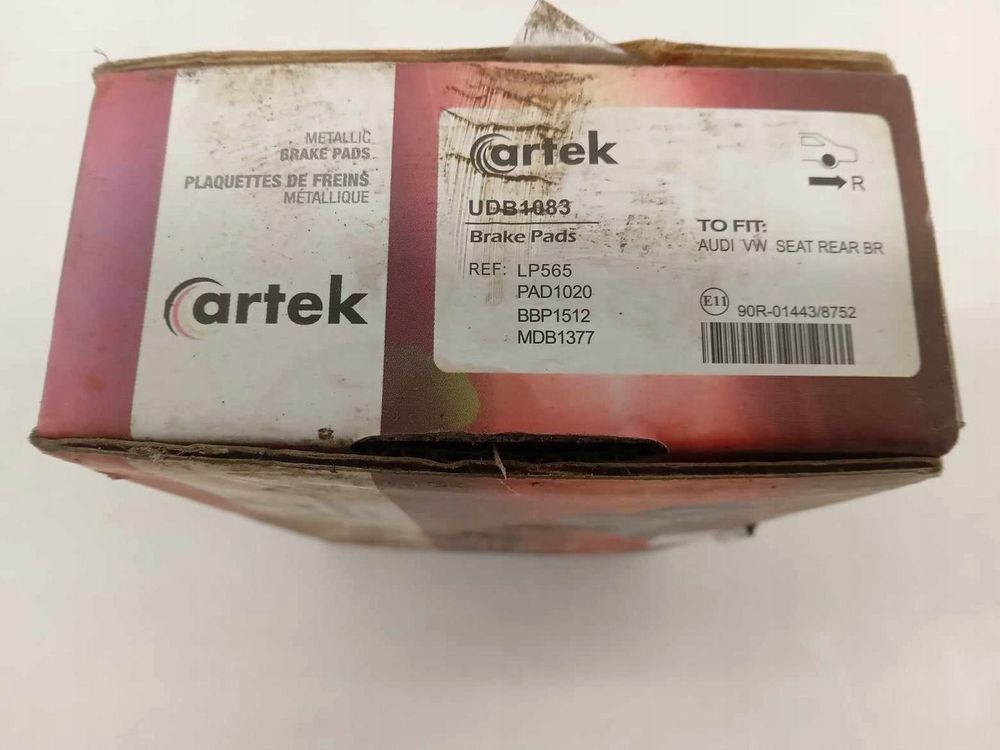 METALLIC
BRAKE PADS
PLAQUETTES DE FREINS
MÉTALLIQUE
artek
artek
UDB1083
Brake Pads
REF: LP565
PAD1020
BBP1512
MDB1377
R
TO FIT:
AUDI VW SEAT REAR BR
E11 90R-01443/8752